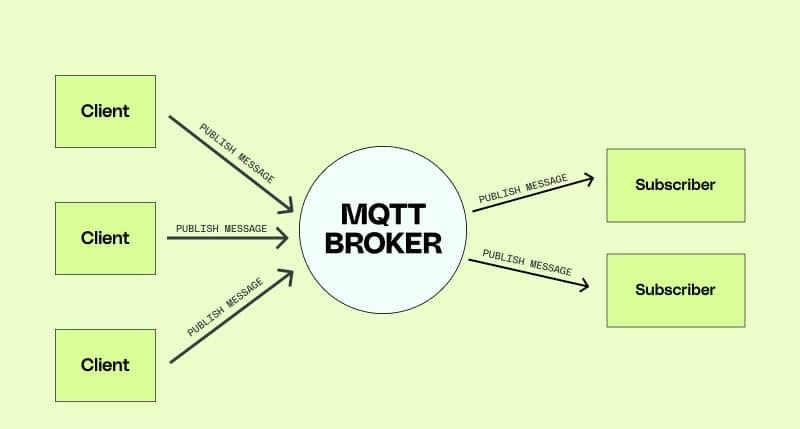 Client
PUBLISH MESSAGE
Client
PUBLISH MESSAGE
Client
PUBLISH MESSAGE
MQTT
BROKER
PUBLISH MESSAGE
Subscriber
PUBLISH MESSAGE
Subscriber